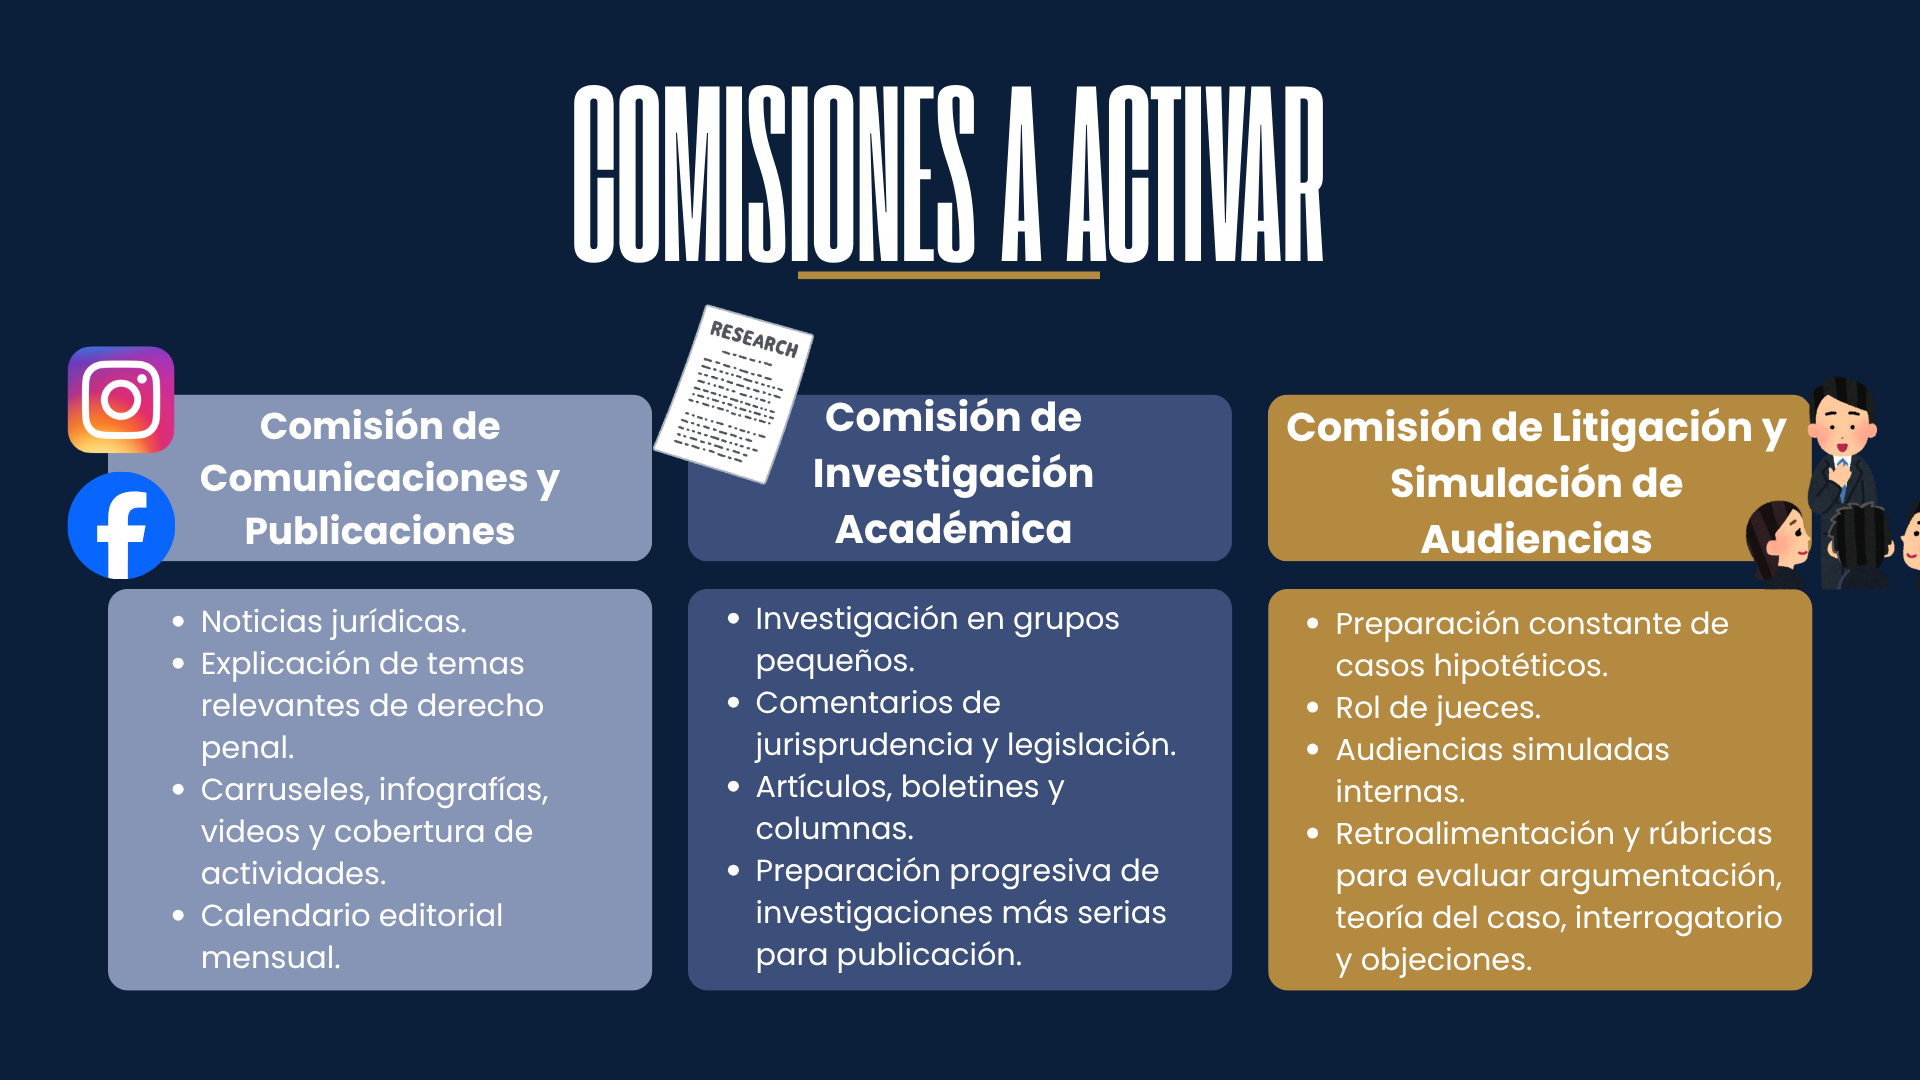 COMISIONES A ACTIVAR
RESEARCH
Comisión de
Comunicaciones y
Publicaciones
• Noticias jurídicas.
• Explicación de temas
relevantes de derecho
penal.
• Carruseles, infografías,
videos y cobertura de
actividades.
• Calendario editorial
mensual.
Comisión de
Investigación
Académica
• Investigación en grupos
pequeños.
• Comentarios de
jurisprudencia y legislación.
• Artículos, boletines y
columnas.
• Preparación progresiva de
investigaciones más serias
para publicación.
Comisión de Litigación y
Simulación de
Audiencias
• Preparación constante de
casos hipotéticos.
• Rol de jueces.
• Audiencias simuladas
internas.
• Retroalimentación y rúbricas
para evaluar argumentación,
teoría del caso, interrogatorio
y objeciones.